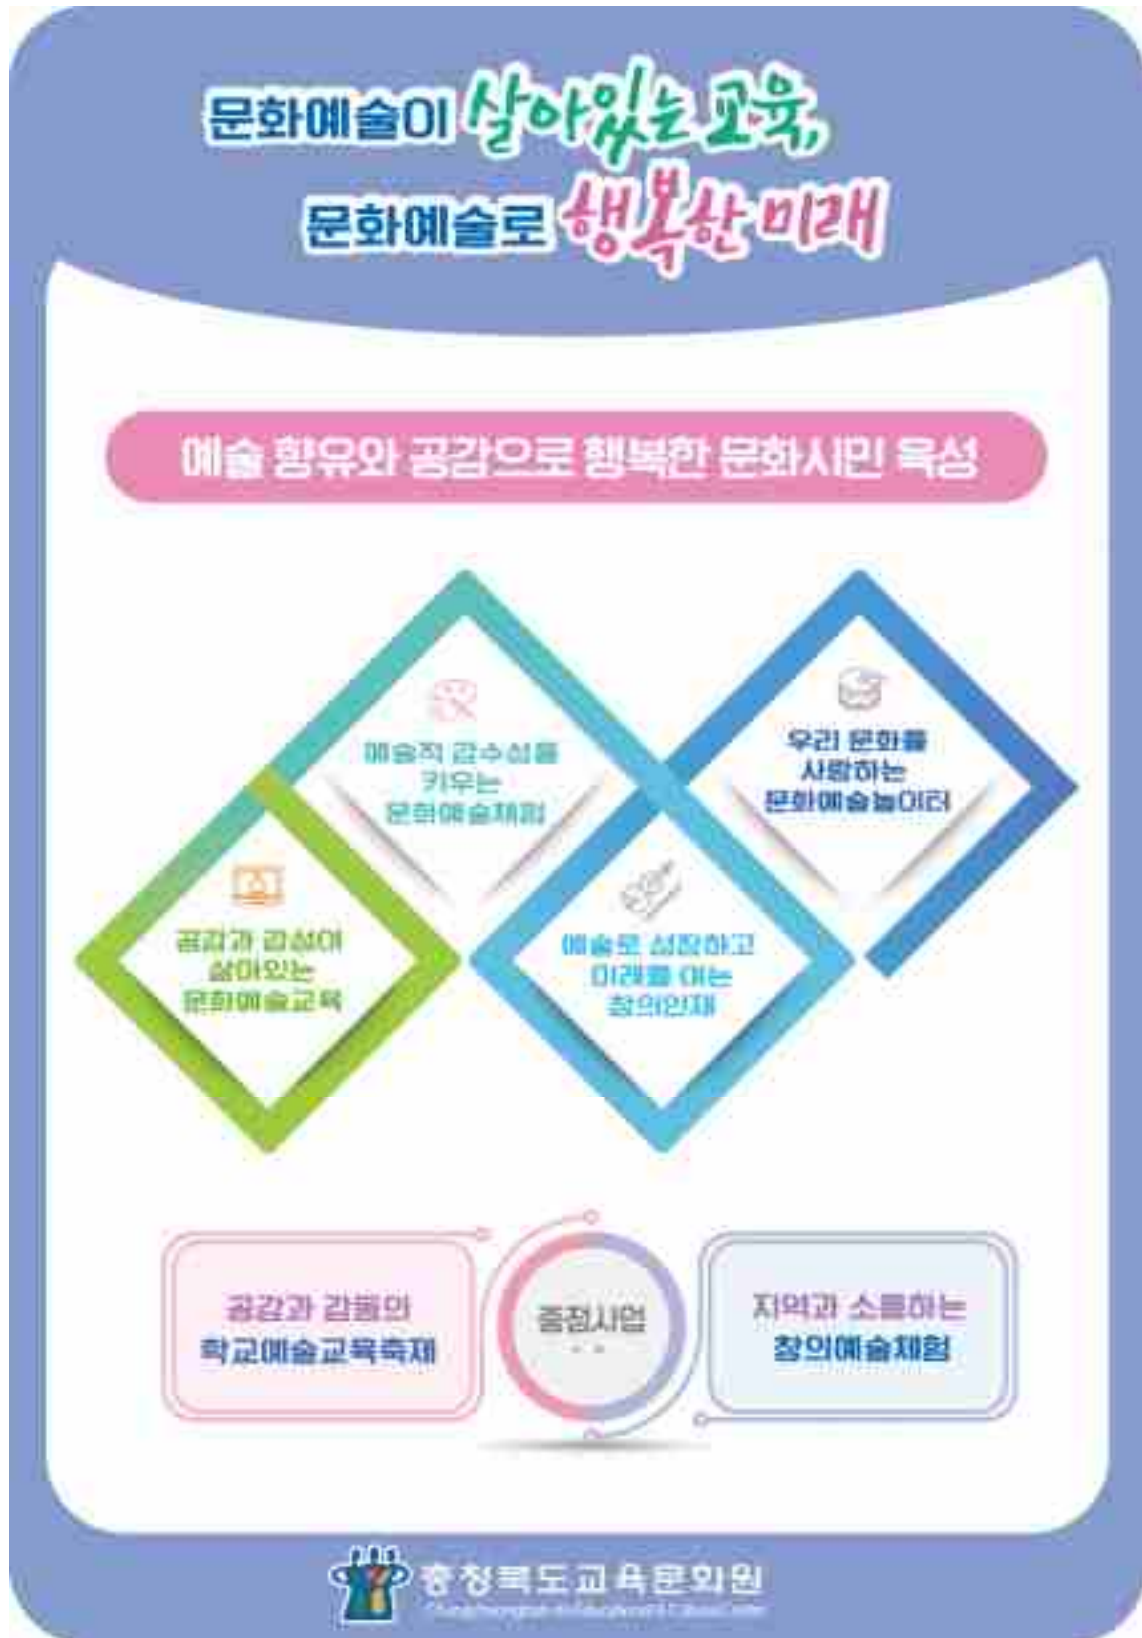 문화예술이 살아있는 교육,
문화예술로 행복한 미래
예술 향유와 공감으로 행복한 문화시민 육성
예술적 감수성을
키우는
문화예술체험
우리 문화를
사랑하는
문화예술놀이터
공감과 감성이
살아있는
문화예술교육
예술로 성장하고
미래를 여는
창의인재
공감과 감동의
학교예술교육축제
중점사업
지역과 소통하는
창의예술체험
충청북도교육문화원